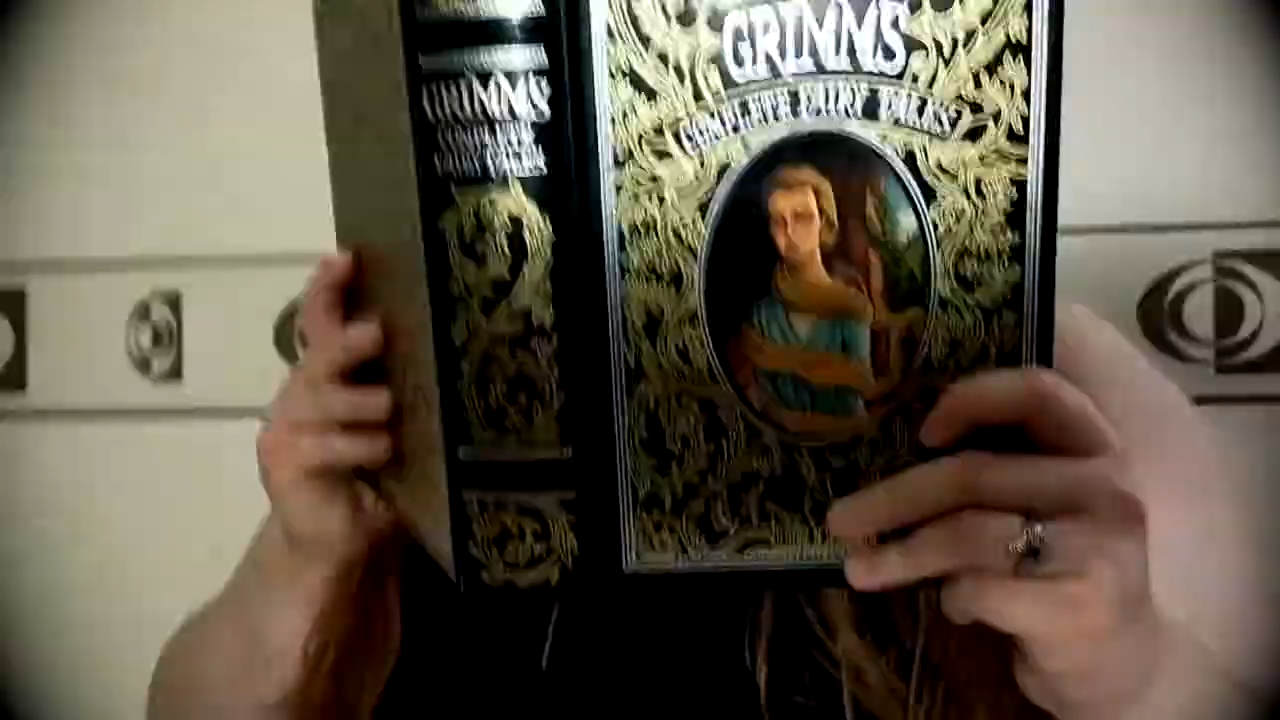 GRIMMS
COMPLETE
FAIRY TALES
GRIMMS
COMPLETE FAIRY TALES